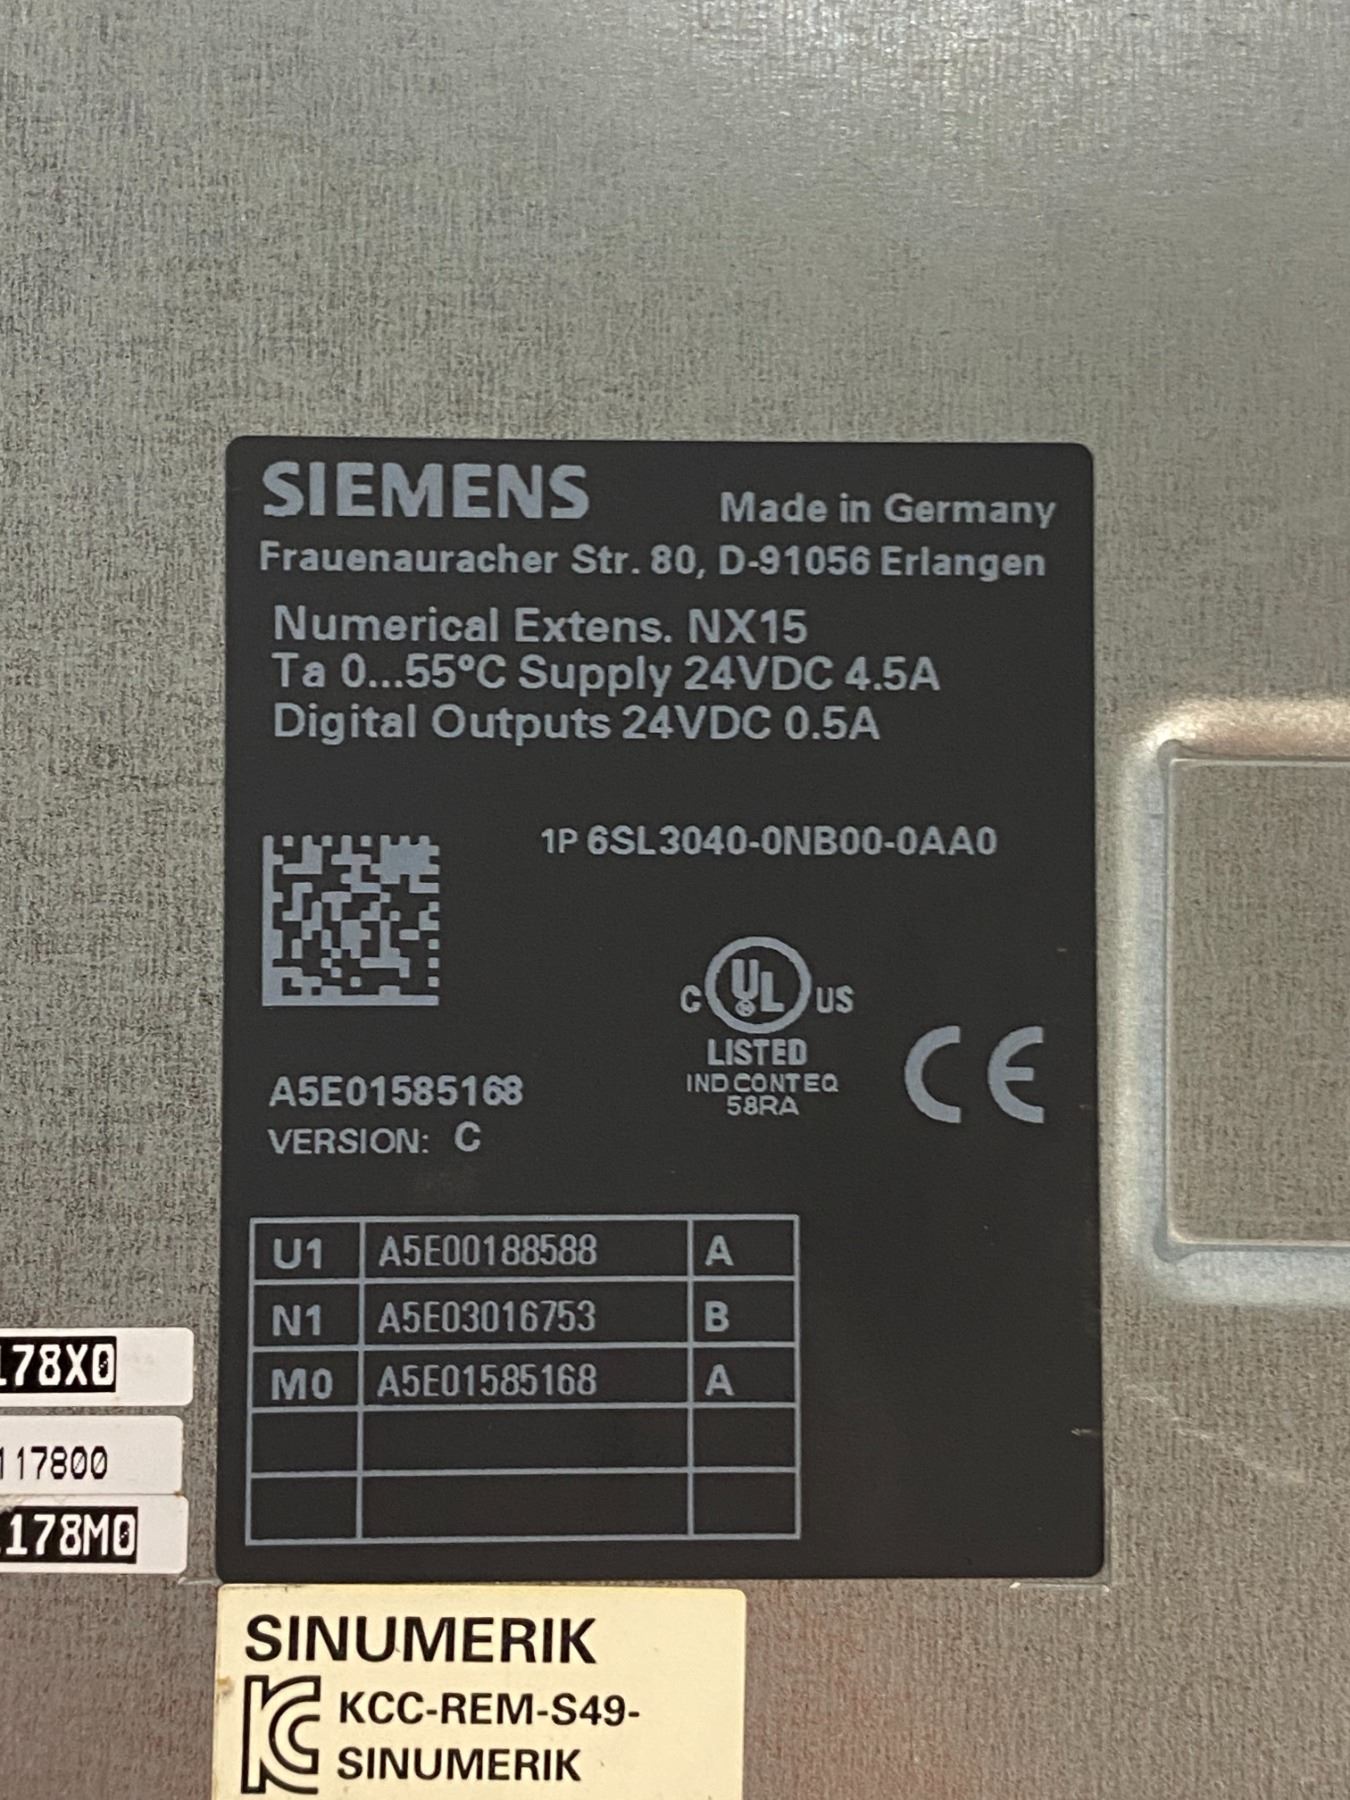 SIEMENS Made in Germany
Frauenauracher Str. 80, D-91056 Erlangen
Numerical Extens. NX15
Ta 0...55°C Supply 24VDC 4.5A
Digital Outputs 24VDC 0.5A
1P 6SL3040-0NB00-0AA0
C UL US
LISTED
IND CONT EQ
58RA
CE
A5E01585168
VERSION: C
U1 A5E00188588 A
N1 A5E03016753 B
M0 A5E01585168 A
178X0
117800
178M0
SINUMERIK
KCC-REM-S49-
SINUMERIK